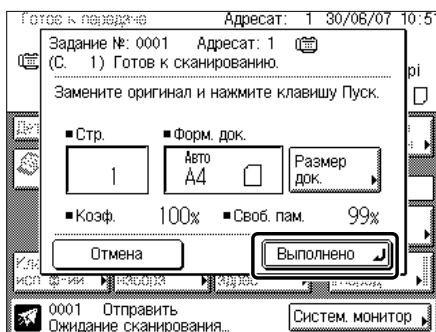 Готов к передаче Адресат: 1 30/06/07 10:5
Задание №: 0001 Адресат: 1
(С. 1) Готов к сканированию.
Замените оригинал и нажмите клавишу Пуск.
■ Стр. ■ Форм. док.
1 Авто A4 Размер док.
■ Коэф. 100% ■ Своб. пам. 99%
Отмена Выполнено
0001 Отправить
Ожидание сканирования...
Систем. монитор